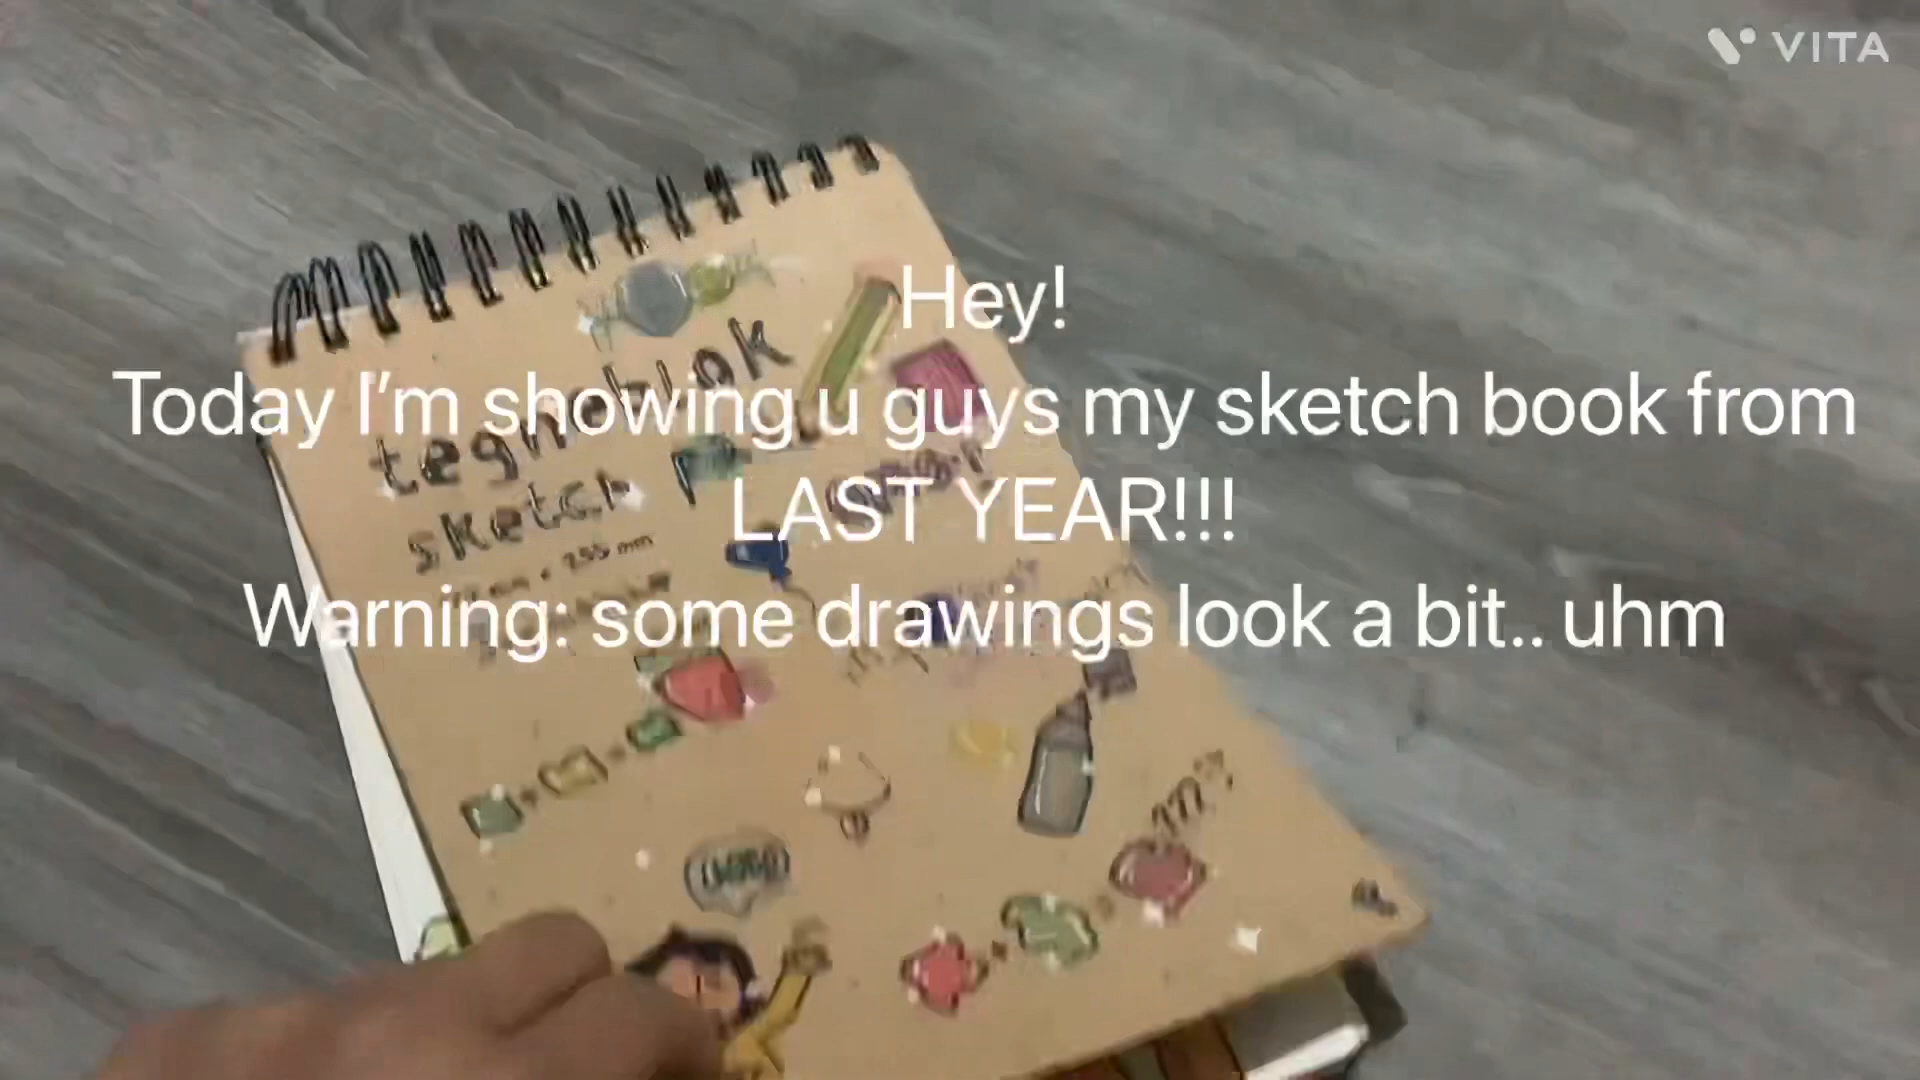 VITA
Hey!
Today I'm showing u guys my sketch book from
LAST YEAR!!!
Warning: some drawings look a bit.. uhm
tegneblok
sketch